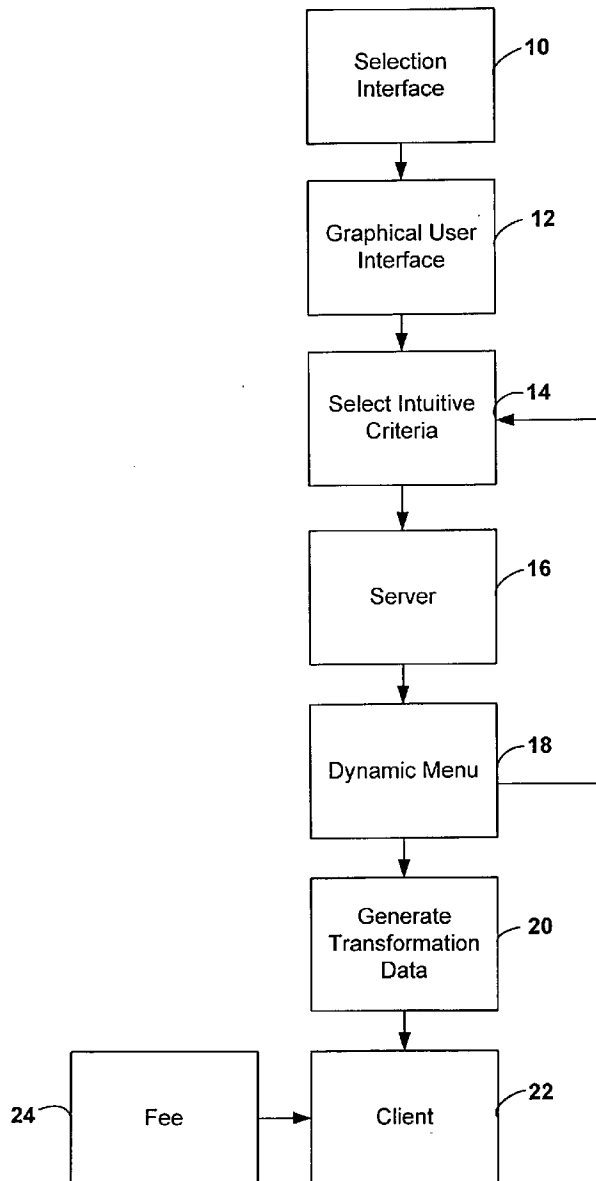 Selection
Interface
10
Graphical User
Interface
12
Select Intuitive
Criteria
14
Server
16
Dynamic Menu
18
Generate
Transformation
Data
20
24
Fee
Client
22